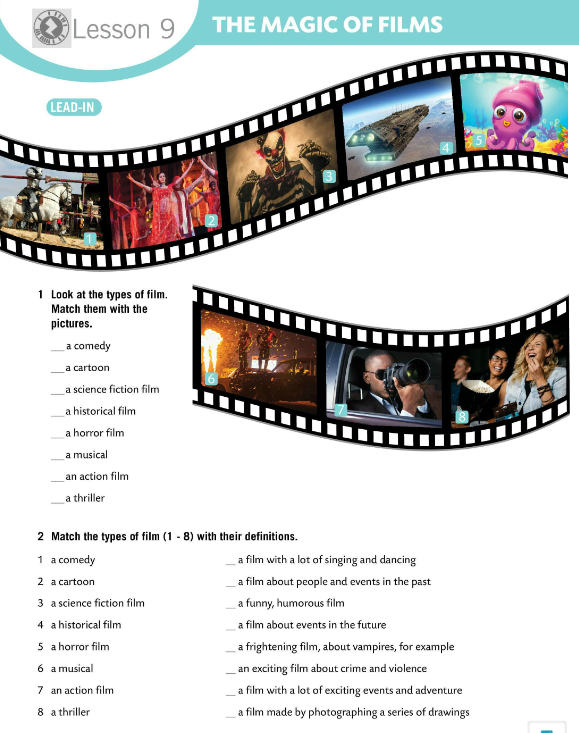 Lesson 9
THE MAGIC OF FILMS
LEAD-IN
1
2
3
4
5
1 Look at the types of film.
Match them with the
pictures.
__ a comedy
__ a cartoon
__ a science fiction film
__ a historical film
__ a horror film
__ a musical
__ an action film
__ a thriller
6
7
8
2 Match the types of film (1 - 8) with their definitions.
1 a comedy __ a film with a lot of singing and dancing
2 a cartoon __ a film about people and events in the past
3 a science fiction film __ a funny, humorous film
4 a historical film __ a film about events in the future
5 a horror film __ a frightening film, about vampires, for example
6 a musical __ an exciting film about crime and violence
7 an action film __ a film with a lot of exciting events and adventure
8 a thriller __ a film made by photographing a series of drawings